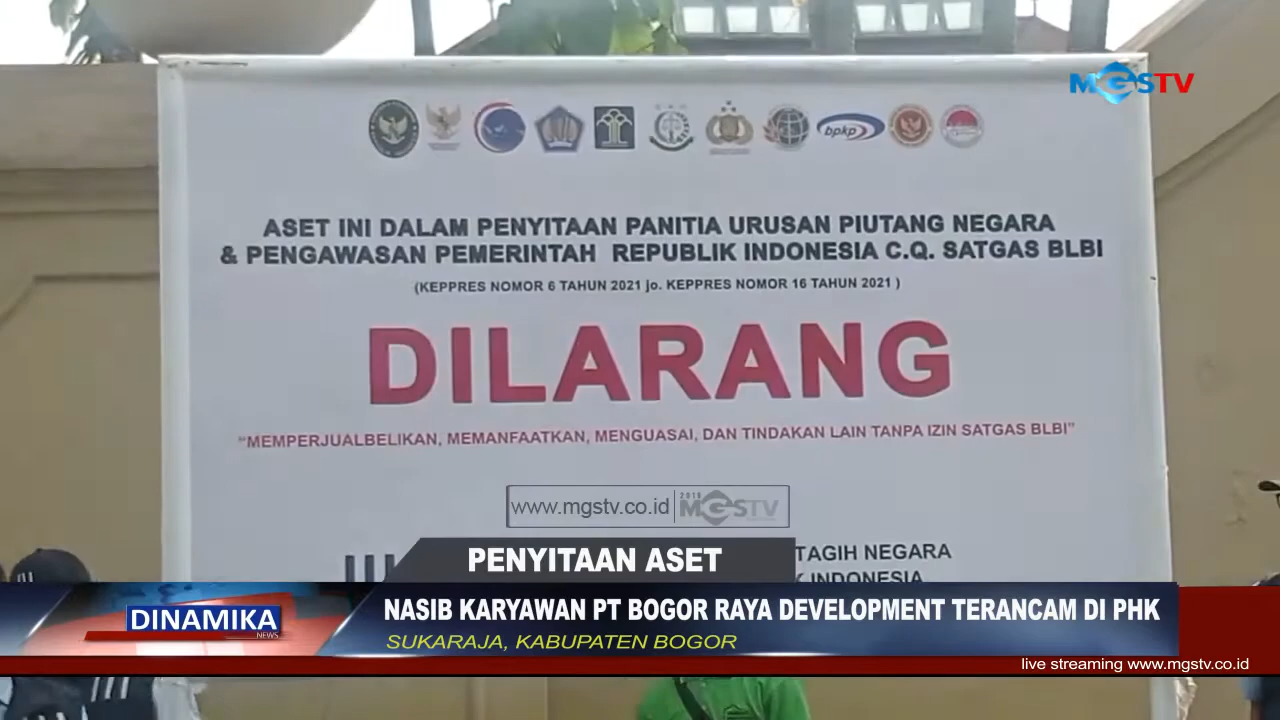 MGSTV
bpkp
ASET INI DALAM PENYITAAN PANITIA URUSAN PIUTANG NEGARA
& PENGAWASAN PEMERINTAH REPUBLIK INDONESIA C.Q. SATGAS BLBI
(KEPPRES NOMOR 6 TAHUN 2021 jo. KEPPRES NOMOR 16 TAHUN 2021 )
DILARANG
“MEMPERJUALBELIKAN, MEMANFAATKAN, MENGUASAI, DAN TINDAKAN LAIN TANPA IZIN SATGAS BLBI”
www.mgstv.co.id MGSTV
TAGIH NEGARA
PENYITAAN ASET
K INDONESIA
DINAMIKA
NEWS
NASIB KARYAWAN PT BOGOR RAYA DEVELOPMENT TERANCAM DI PHK
SUKARAJA, KABUPATEN BOGOR
live streaming www.mgstv.co.id